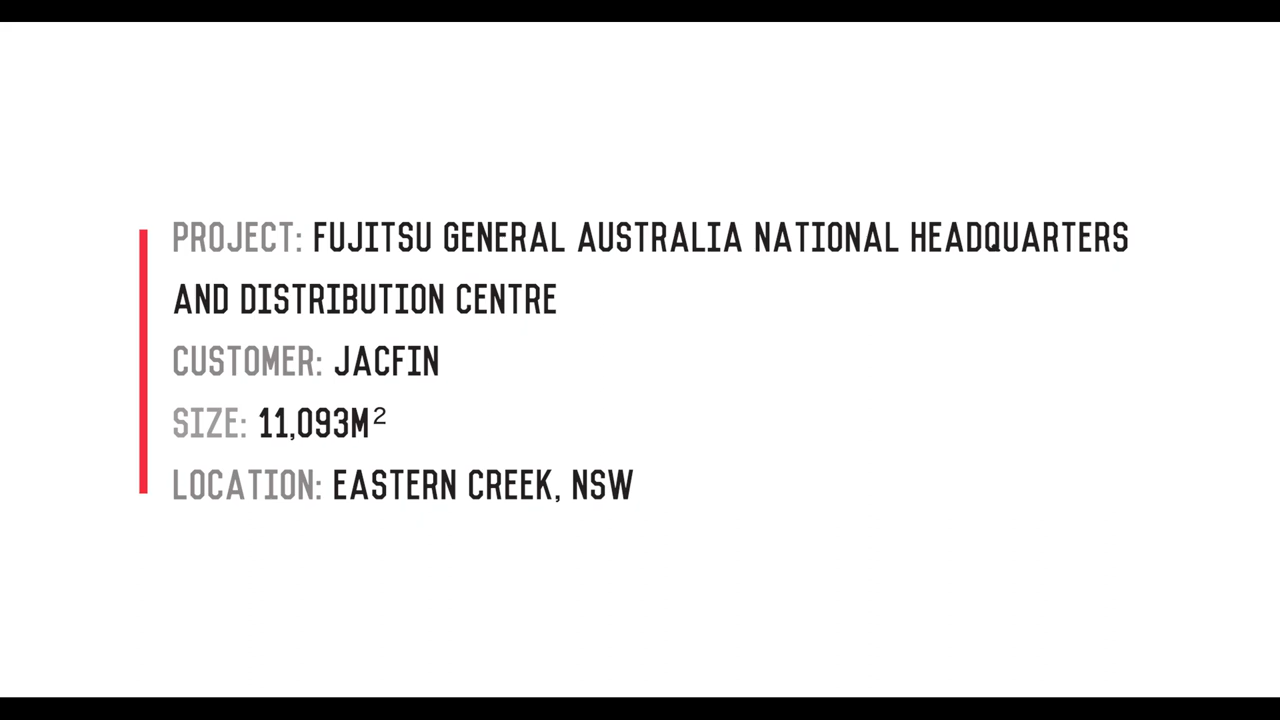 PROJECT: FUJITSU GENERAL AUSTRALIA NATIONAL HEADQUARTERS
AND DISTRIBUTION CENTRE
CUSTOMER: JACFIN
SIZE: 11,093M²
LOCATION: EASTERN CREEK, NSW